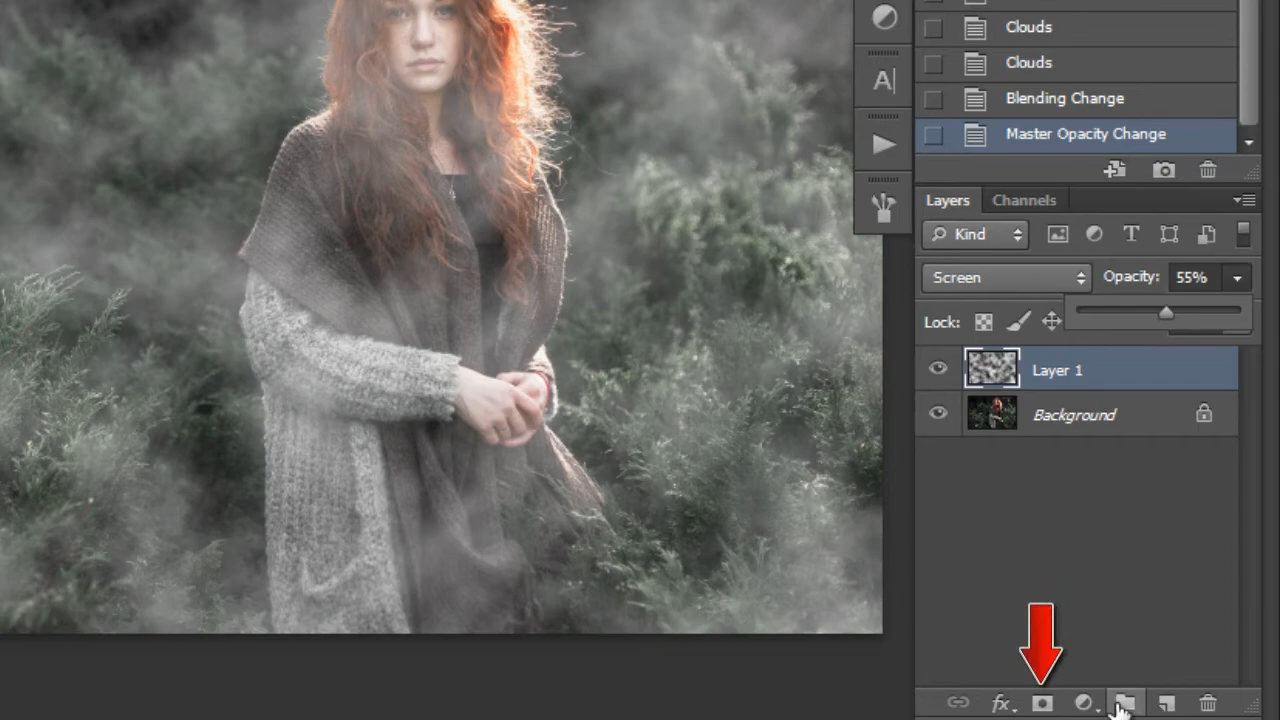 Clouds
Clouds
Blending Change
Master Opacity Change
Layers Channels
Kind
Screen Opacity: 55%
Lock:
Layer 1
Background
fx